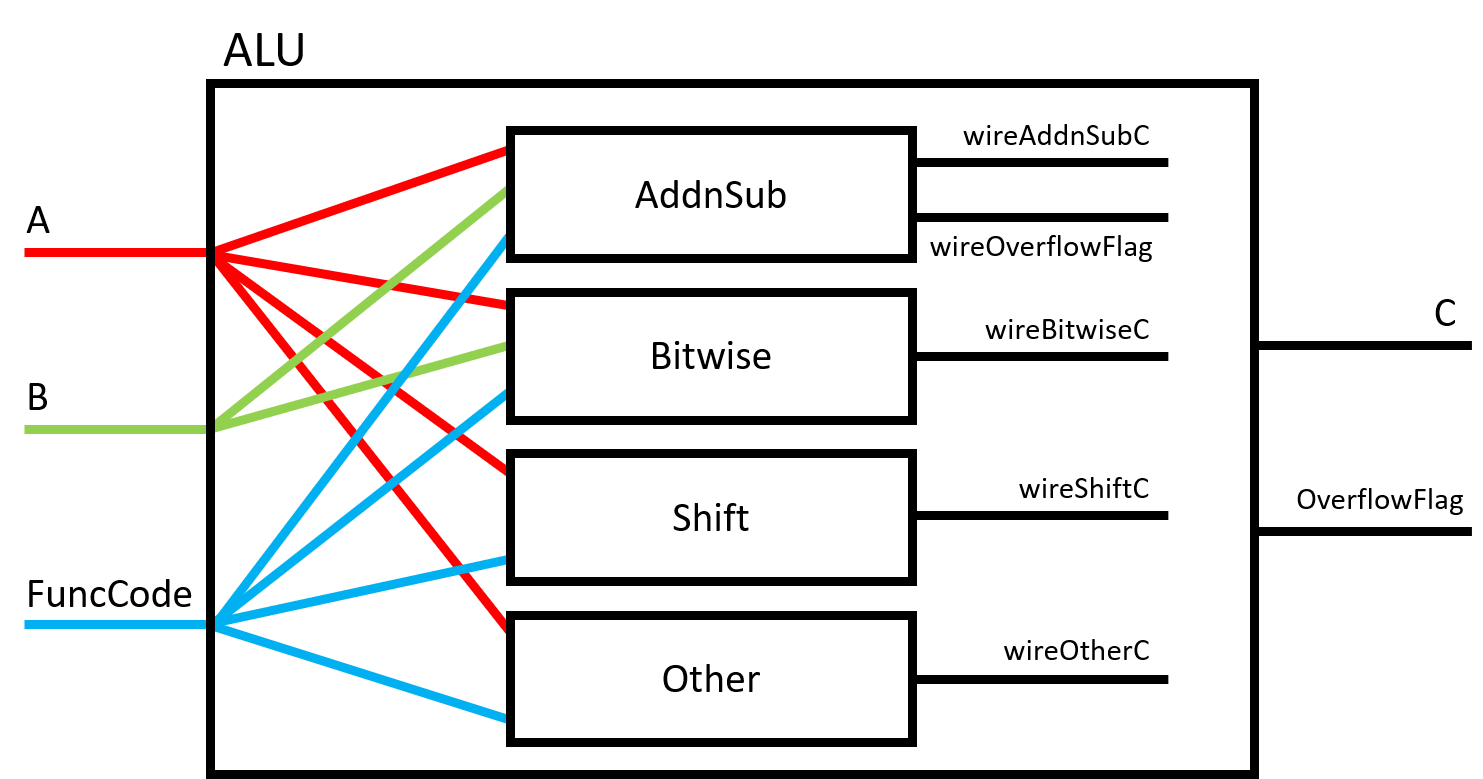 ALU
A
B
FuncCode
AddnSub
Bitwise
Shift
Other
wireAddnSubC
wireOverflowFlag
wireBitwiseC
wireShiftC
wireOtherC
C
OverflowFlag